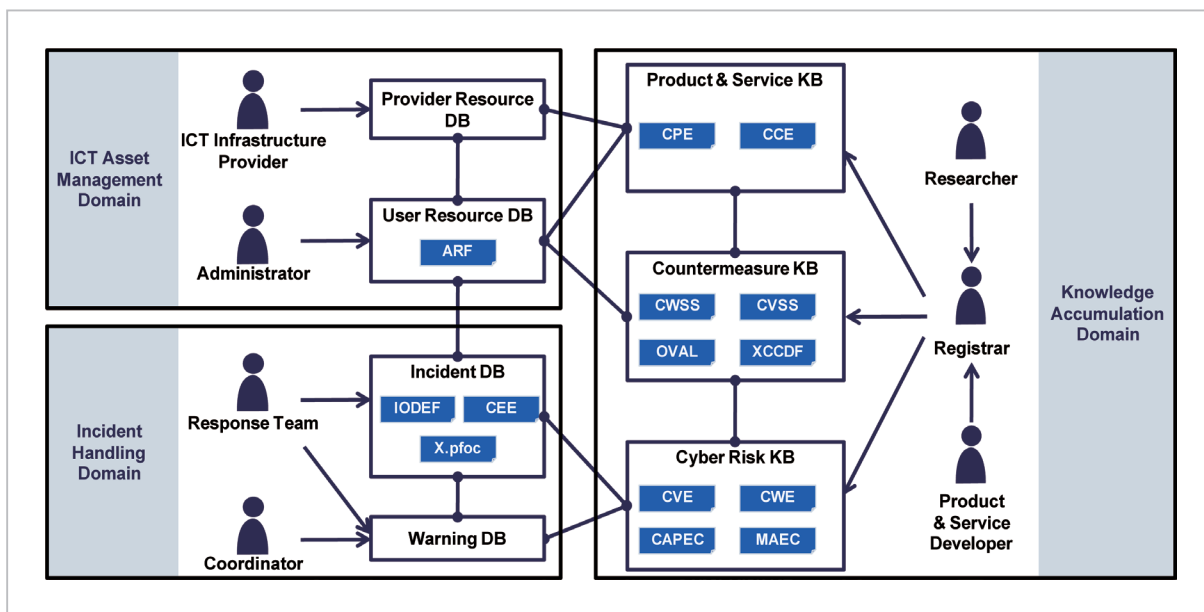 ICT Asset
Management
Domain
ICT Infrastructure
Provider
Administrator
Provider Resource
DB
User Resource DB
ARF
Incident
Handling
Domain
Response Team
Coordinator
Incident DB
IODEF
CEE
X.pfoc
Warning DB
Product & Service KB
CPE
CCE
Countermeasure KB
CWSS
CVSS
OVAL
XCCDF
Cyber Risk KB
CVE
CWE
CAPEC
MAEC
Researcher
Registrar
Product
& Service
Developer
Knowledge
Accumulation
Domain